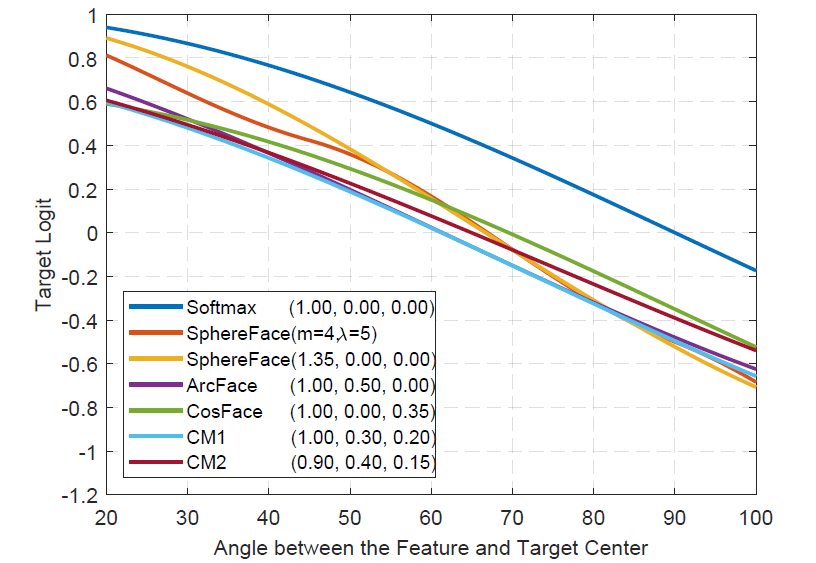 1
0.8
0.6
0.4
0.2
0
-0.2
-0.4
-0.6
-0.8
-1
-1.2
Target Logit
Softmax (1.00, 0.00, 0.00)
SphereFace(m=4,λ=5)
SphereFace(1.35, 0.00, 0.00)
ArcFace (1.00, 0.50, 0.00)
CosFace (1.00, 0.00, 0.35)
CM1 (1.00, 0.30, 0.20)
CM2 (0.90, 0.40, 0.15)
20 30 40 50 60 70 80 90 100
Angle between the Feature and Target Center